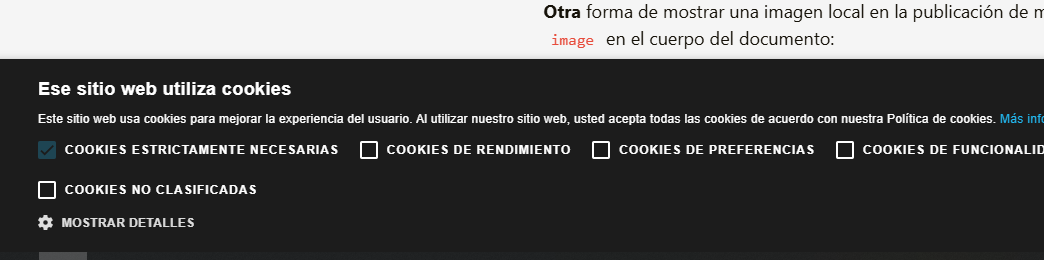 Otra forma de mostrar una imagen local en la publicación de
image en el cuerpo del documento:
Ese sitio web utiliza cookies
Este sitio web usa cookies para mejorar la experiencia del usuario. Al utilizar nuestro sitio web, usted acepta todas las cookies de acuerdo con nuestra Política de cookies. Más
COOKIES ESTRICTAMENTE NECESARIAS COOKIES DE RENDIMIENTO COOKIES DE PREFERENCIAS COOKIES DE
COOKIES NO CLASIFICADAS
MOSTRAR DETALLES